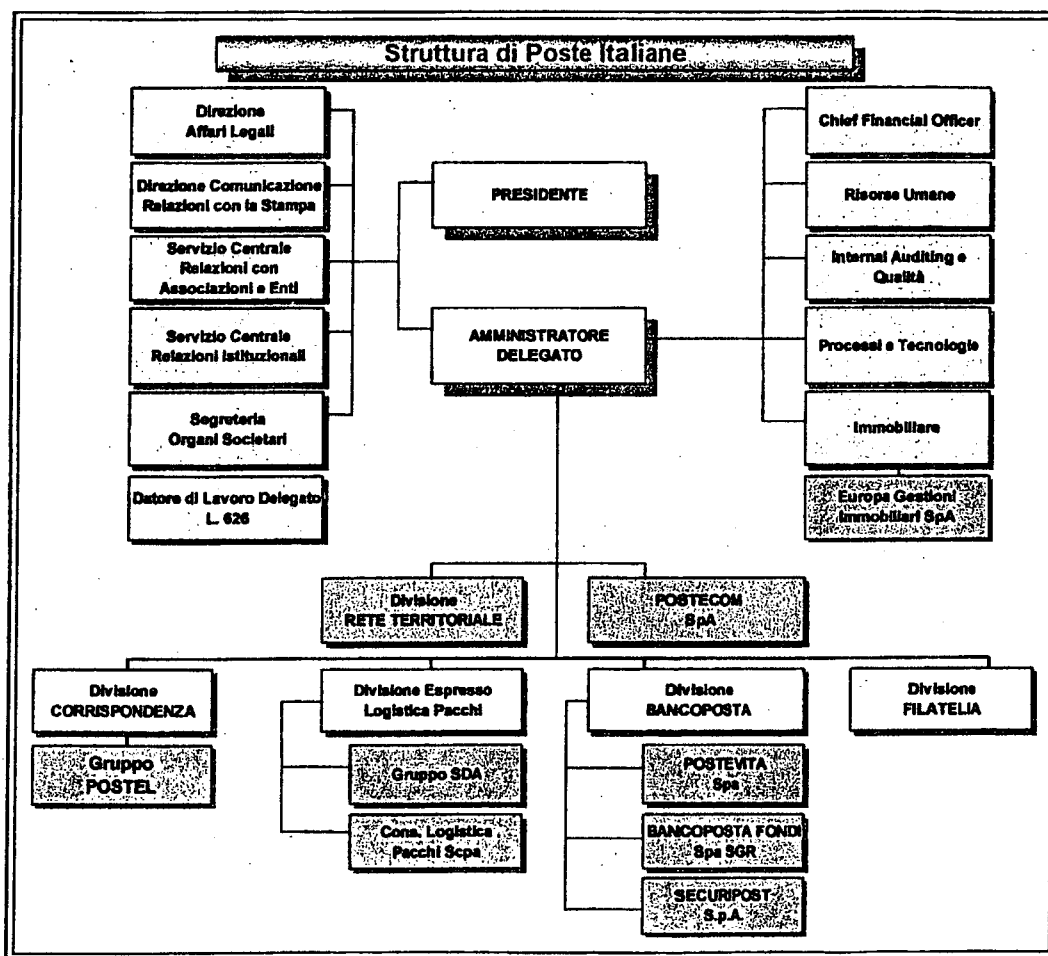 Struttura di Poste Italiane
Direzione
Affari Legali
Direzione Comunicazione
Relazioni con la Stampa
Servizio Centrale
Relazioni con
Associazioni e Enti
Servizio Centrale
Relazioni Istituzionali
Segreteria
Organi Societari
Datore di Lavoro Delegato
L. 626
PRESIDENTE
AMMINISTRATORE
DELEGATO
Chief Financial Officer
Risorse Umane
Internal Auditing e
Qualità
Processi e Tecnologie
Immobiliare
Europa Gestioni
Immobiliari SpA
Divisione
RETE TERRITORIALE
POSTECOM
SpA
Divisione
CORRISPONDENZA
Gruppo
POSTEL
Divisione Espresso
Logistica Pacchi
Gruppo SDA
Cons. Logistica
Pacchi Scpa
Divisione
BANCOPOSTA
POSTEVITA
Spa
BANCOPOSTA FONDI
Spa SGR
SECURIPOST
S.p.A.
Divisione
FILATELIA